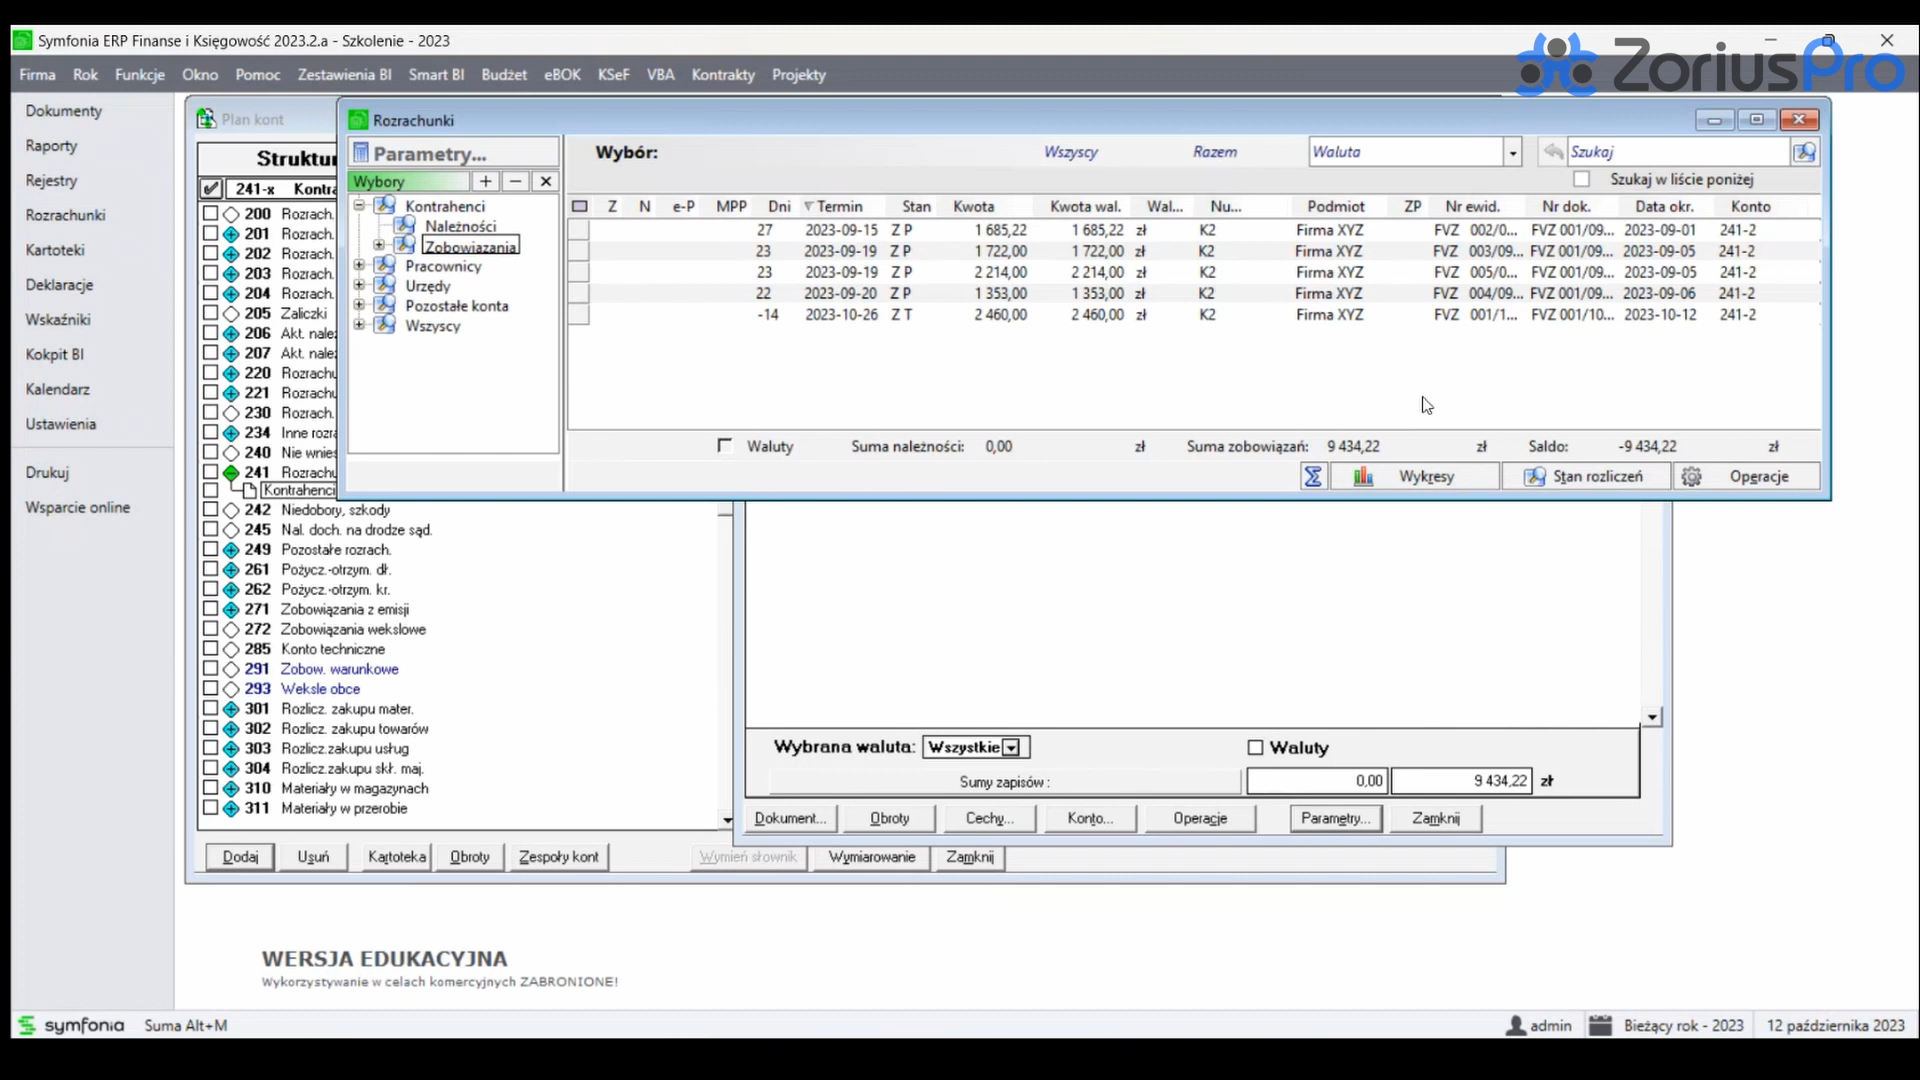 Symfonia ERP Finanse i Księgowość 2023.2.a - Szkolenie - 2023
ZoriusPro
Firma Rok Funkcje Okno Pomoc Zestawienia BI Smart BI Budżet eBOK KSeF VBA Kontrakty Projekty
Dokumenty
Raporty
Rejestry
Rozrachunki
Kartoteki
Deklaracje
Wskaźniki
Kokpit BI
Kalendarz
Ustawienia
Drukuj
Wsparcie online
Plan kont
Struktur
241-x Kontra
200 Rozrach.
201 Rozrach.
202 Rozrach.
203 Rozrach.
204 Rozrach.
205 Zaliczki
206 Akt. należ
207 Akt. należ
220 Rozrachu
221 Rozrachu
230 Rozrach.
234 Inne rozra
240 Nie wnies
241 Rozrachu
Kontrahenci
242 Niedobory, szkody
245 Nal. doch. na drodze sąd.
249 Pozostałe rozrach.
261 Pożycz.-otrzym. dł.
262 Pożycz.-otrzym. kr.
271 Zobowiązania z emisji
272 Zobowiązania wekslowe
285 Konto techniczne
291 Zobow. warunkowe
293 Weksle obce
301 Rozlicz. zakupu mater.
302 Rozlicz. zakupu towarów
303 Rozlicz.zakupu usług
304 Rozlicz.zakupu skł. maj.
310 Materiały w magazynach
311 Materiały w przerobie
Dodaj Usuń Kartoteka Obroty Zespoły kont Wymień słownik Wymiarowanie Zamknij
Rozrachunki
Parametry...
Wybory + − ×
Kontrahenci
Należności
Zobowiązania
Pracownicy
Urzędy
Pozostałe konta
Wszyscy
Wybór: Wszyscy Razem Waluta Szukaj
Szukaj w liście poniżej
Z N e-P MPP Dni Termin Stan Kwota Kwota wal. Wal... Nu... Podmiot ZP Nr ewid. Nr dok. Data okr. Konto
27 2023-09-15 Z P 1 685,22 1 685,22 zł K2 Firma XYZ FVZ 002/0... FVZ 001/09... 2023-09-01 241-2
23 2023-09-19 Z P 1 722,00 1 722,00 zł K2 Firma XYZ FVZ 003/09... FVZ 001/09... 2023-09-05 241-2
23 2023-09-19 Z P 2 214,00 2 214,00 zł K2 Firma XYZ FVZ 005/0... FVZ 001/09... 2023-09-05 241-2
22 2023-09-20 Z P 1 353,00 1 353,00 zł K2 Firma XYZ FVZ 004/09... FVZ 001/09... 2023-09-06 241-2
-14 2023-10-26 Z T 2 460,00 2 460,00 zł K2 Firma XYZ FVZ 001/1... FVZ 001/10... 2023-10-12 241-2
Waluty Suma należności: 0,00 zł Suma zobowiązań: 9 434,22 zł Saldo: -9 434,22 zł
Σ Wykresy Stan rozliczeń Operacje
Wybrana waluta: Wszystkie Waluty
Sumy zapisów : 0,00 9 434,22 zł
Dokument... Obroty Cechy... Konto... Operacje Parametry... Zamknij
WERSJA EDUKACYJNA
Wykorzystywanie w celach komercyjnych ZABRONIONE!
symfonia Suma Alt+M admin Bieżący rok - 2023 12 października 2023